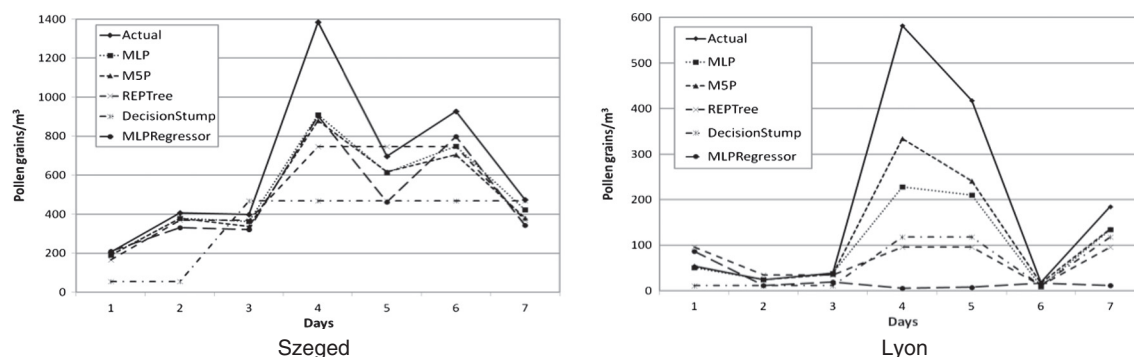 1400
1200
1000
800
600
400
200
0
Pollen grains/m³
Actual
MLP
M5P
REPTree
DecisionStump
MLPRegressor
1 2 3 4 5 6 7
Days
Szeged
600
500
400
300
200
100
0
Pollen grains/m³
Actual
MLP
M5P
REPTree
DecisionStump
MLPRegressor
1 2 3 4 5 6 7
Days
Lyon